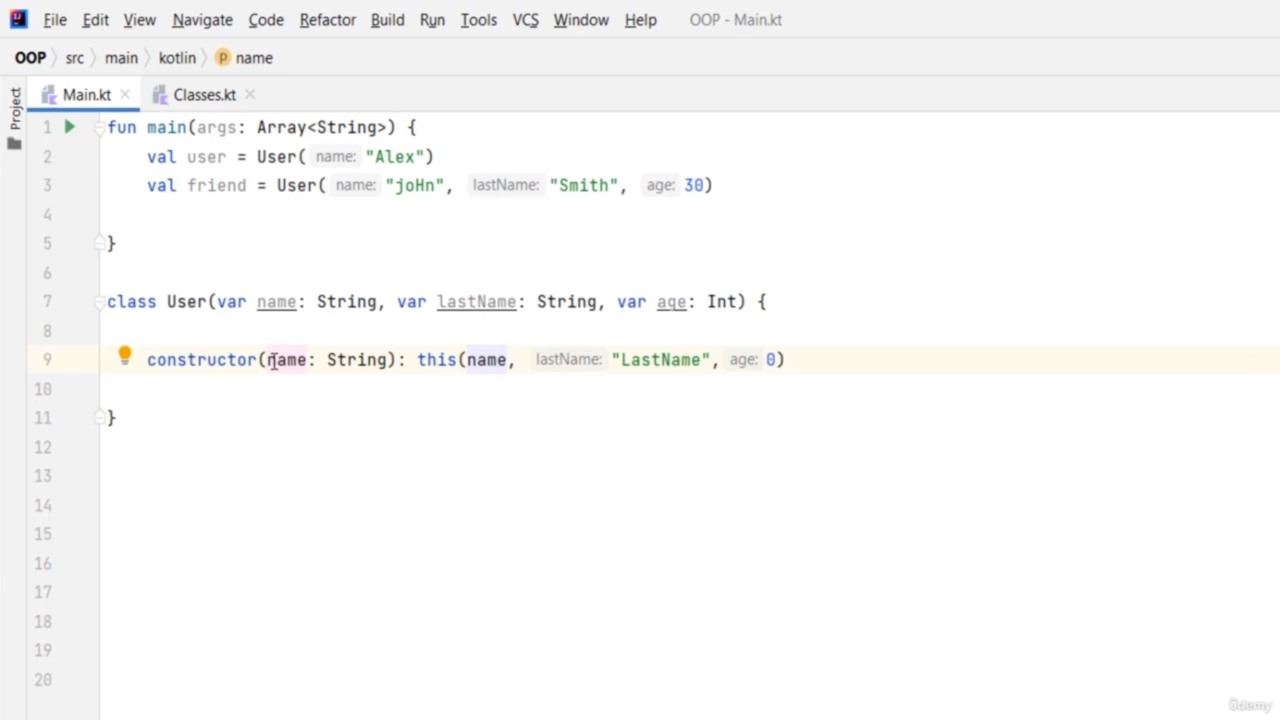 File Edit View Navigate Code Refactor Build Run Tools VCS Window Help OOP - Main.kt
OOP src main kotlin p name
Project
Main.kt Classes.kt
1 fun main(args: Array<String>) {
2 val user = User( name: "Alex")
3 val friend = User( name: "joHn", lastName: "Smith", age: 30)
4
5 }
6
7 class User(var name: String, var lastName: String, var age: Int) {
8
9 constructor(name: String): this(name, lastName: "LastName", age: 0)
10
11 }
12
13
14
15
16
17
18
19
20
ûdemy